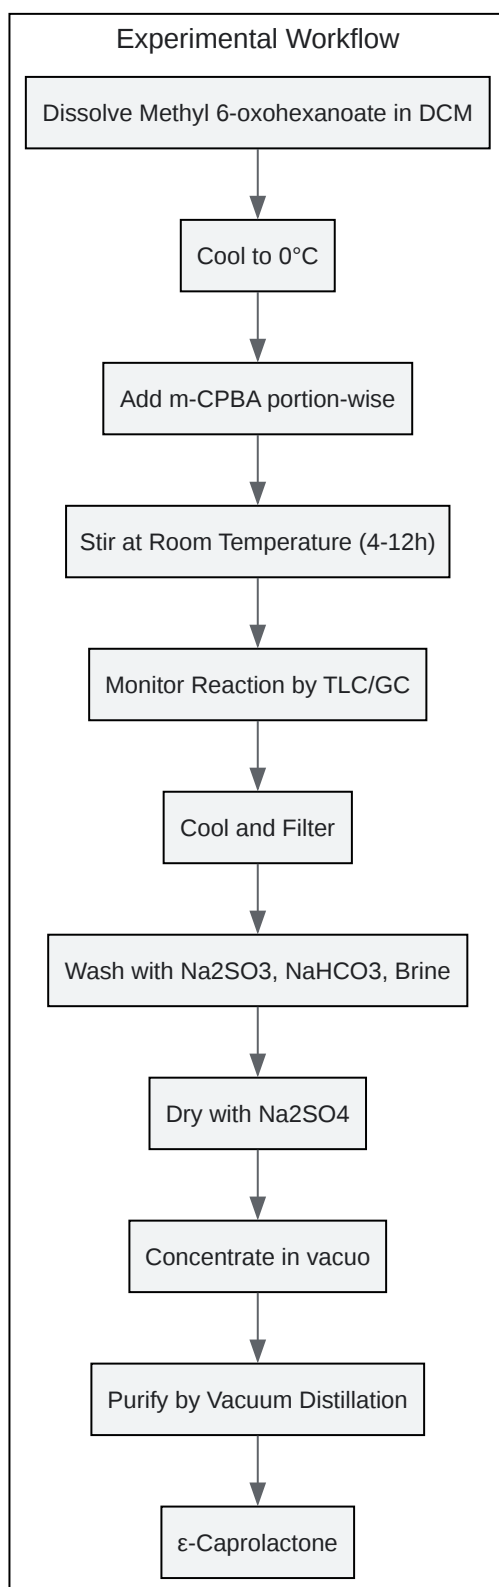 Experimental Workflow
Dissolve Methyl 6-oxohexanoate in DCM
Cool to 0°C
Add m-CPBA portion-wise
Stir at Room Temperature (4-12h)
Monitor Reaction by TLC/GC
Cool and Filter
Wash with Na2SO3, NaHCO3, Brine
Dry with Na2SO4
Concentrate in vacuo
Purify by Vacuum Distillation
ε-Caprolactone